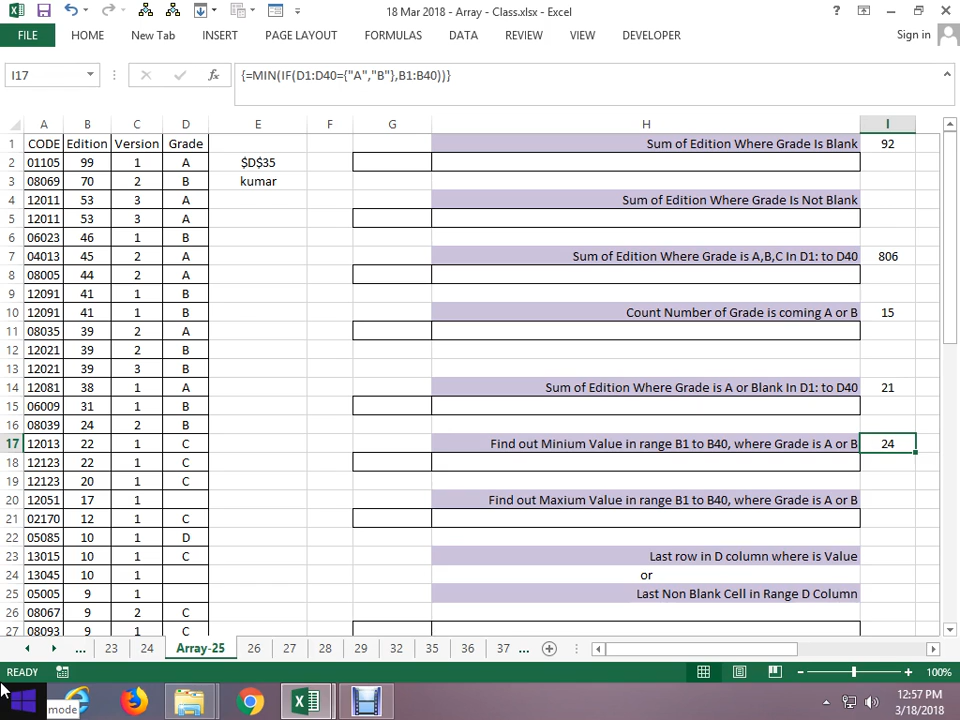 18 Mar 2018 - Array - Class.xlsx - Excel
FILE HOME New Tab INSERT PAGE LAYOUT FORMULAS DATA REVIEW VIEW DEVELOPER Sign in
I17 fx {=MIN(IF(D1:D40={"A","B"},B1:B40))}
A B C D E F G H I
1 CODE Edition Version Grade Sum of Edition Where Grade Is Blank 92
2 01105 99 1 A $D$35
3 08069 70 2 B kumar
4 12011 53 3 A Sum of Edition Where Grade Is Not Blank
5 12011 53 3 A
6 06023 46 1 B
7 04013 45 2 A Sum of Edition Where Grade is A,B,C In D1: to D40 806
8 08005 44 2 A
9 12091 41 1 B
10 12091 41 1 B Count Number of Grade is coming A or B 15
11 08035 39 2 A
12 12021 39 2 B
13 12021 39 3 B
14 12081 38 1 A Sum of Edition Where Grade is A or Blank In D1: to D40 21
15 06009 31 1 B
16 08039 24 2 B
17 12013 22 1 C Find out Minium Value in range B1 to B40, where Grade is A or B 24
18 12123 22 1 C
19 12123 20 1 C
20 12051 17 1 Find out Maxium Value in range B1 to B40, where Grade is A or B
21 02170 12 1 C
22 05085 10 1 D
23 13015 10 1 C Last row in D column where is Value
24 13045 10 1 or
25 05005 9 1 Last Non Blank Cell in Range D Column
26 08067 9 2 C
27 08093 9 1 C
... 23 24 Array-25 26 27 28 29 32 35 36 37 ...
READY 100%
mode
12:57 PM
3/18/2018